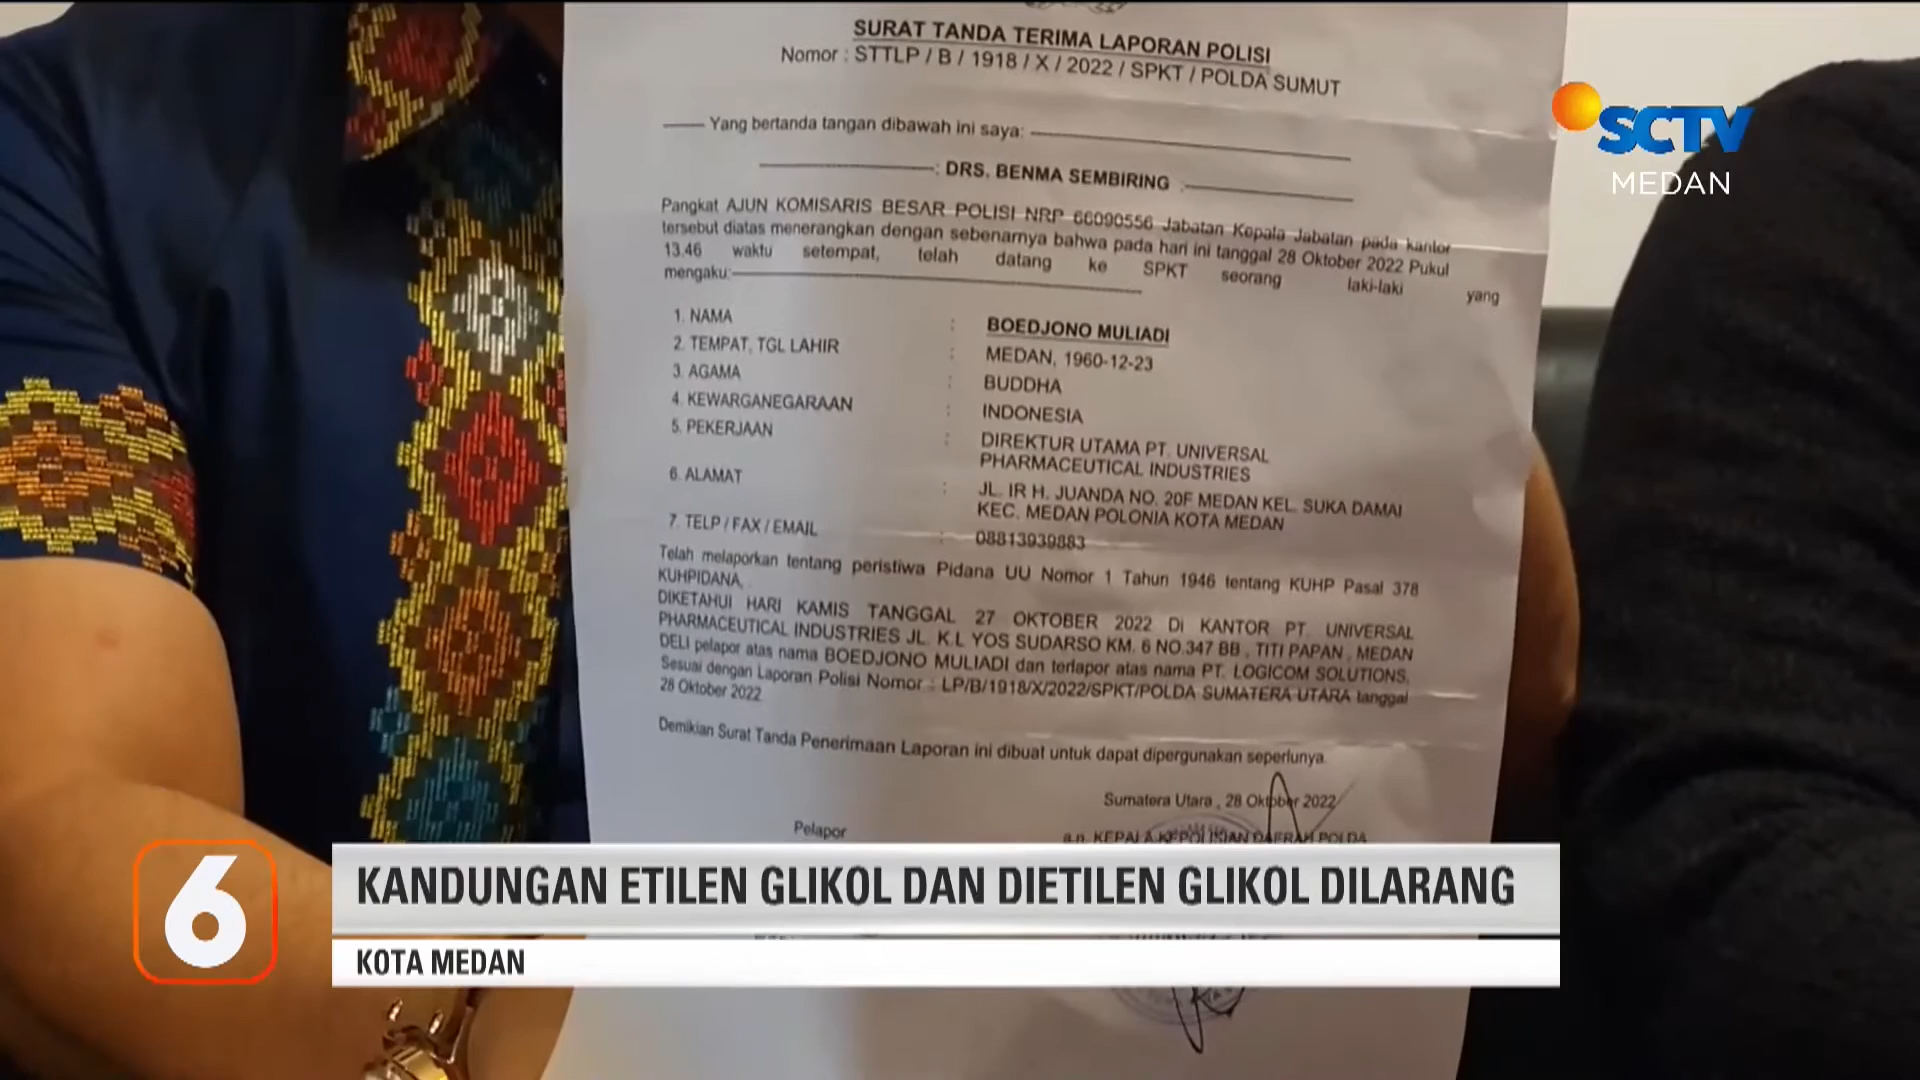 SURAT TANDA TERIMA LAPORAN POLISI
Nomor : STTLP / B / 1918 / X / 2022 / SPKT / POLDA SUMUT
Yang bertanda tangan dibawah ini saya:
: DRS. BENMA SEMBIRING :
Pangkat AJUN KOMISARIS BESAR POLISI NRP 66090556 Jabatan Kepala Jabatan pada kantor
tersebut diatas menerangkan dengan sebenarnya bahwa pada hari ini tanggal 28 Oktober 2022 Pukul
13.46 waktu setempat, telah datang ke SPKT seorang laki-laki yang
mengaku:
1. NAMA : BOEDJONO MULIADI
2. TEMPAT, TGL LAHIR : MEDAN, 1960-12-23
3. AGAMA : BUDDHA
4. KEWARGANEGARAAN : INDONESIA
5. PEKERJAAN : DIREKTUR UTAMA PT. UNIVERSAL
PHARMACEUTICAL INDUSTRIES
6. ALAMAT : JL. IR H. JUANDA NO. 20F MEDAN KEL. SUKA DAMAI
KEC. MEDAN POLONIA KOTA MEDAN
7. TELP / FAX / EMAIL : 08813939883
Telah melaporkan tentang peristiwa Pidana UU Nomor 1 Tahun 1946 tentang KUHP Pasal 378
KUHPIDANA,
DIKETAHUI HARI KAMIS TANGGAL 27 OKTOBER 2022 Di KANTOR PT. UNIVERSAL
PHARMACEUTICAL INDUSTRIES JL. K.L YOS SUDARSO KM. 6 NO.347 BB , TITI PAPAN , MEDAN
DELI pelapor atas nama BOEDJONO MULIADI dan terlapor atas nama PT. LOGICOM SOLUTIONS,
Sesuai dengan Laporan Polisi Nomor : LP/B/1918/X/2022/SPKT/POLDA SUMATERA UTARA tanggal
28 Oktober 2022
Demikian Surat Tanda Penerimaan Laporan ini dibuat untuk dapat dipergunakan seperlunya.
Sumatera Utara , 28 Oktober 2022
Pelapor
a.n. KEPALA KEPOLISIAN DAERAH POLDA
SCTV
MEDAN
6
KANDUNGAN ETILEN GLIKOL DAN DIETILEN GLIKOL DILARANG
KOTA MEDAN